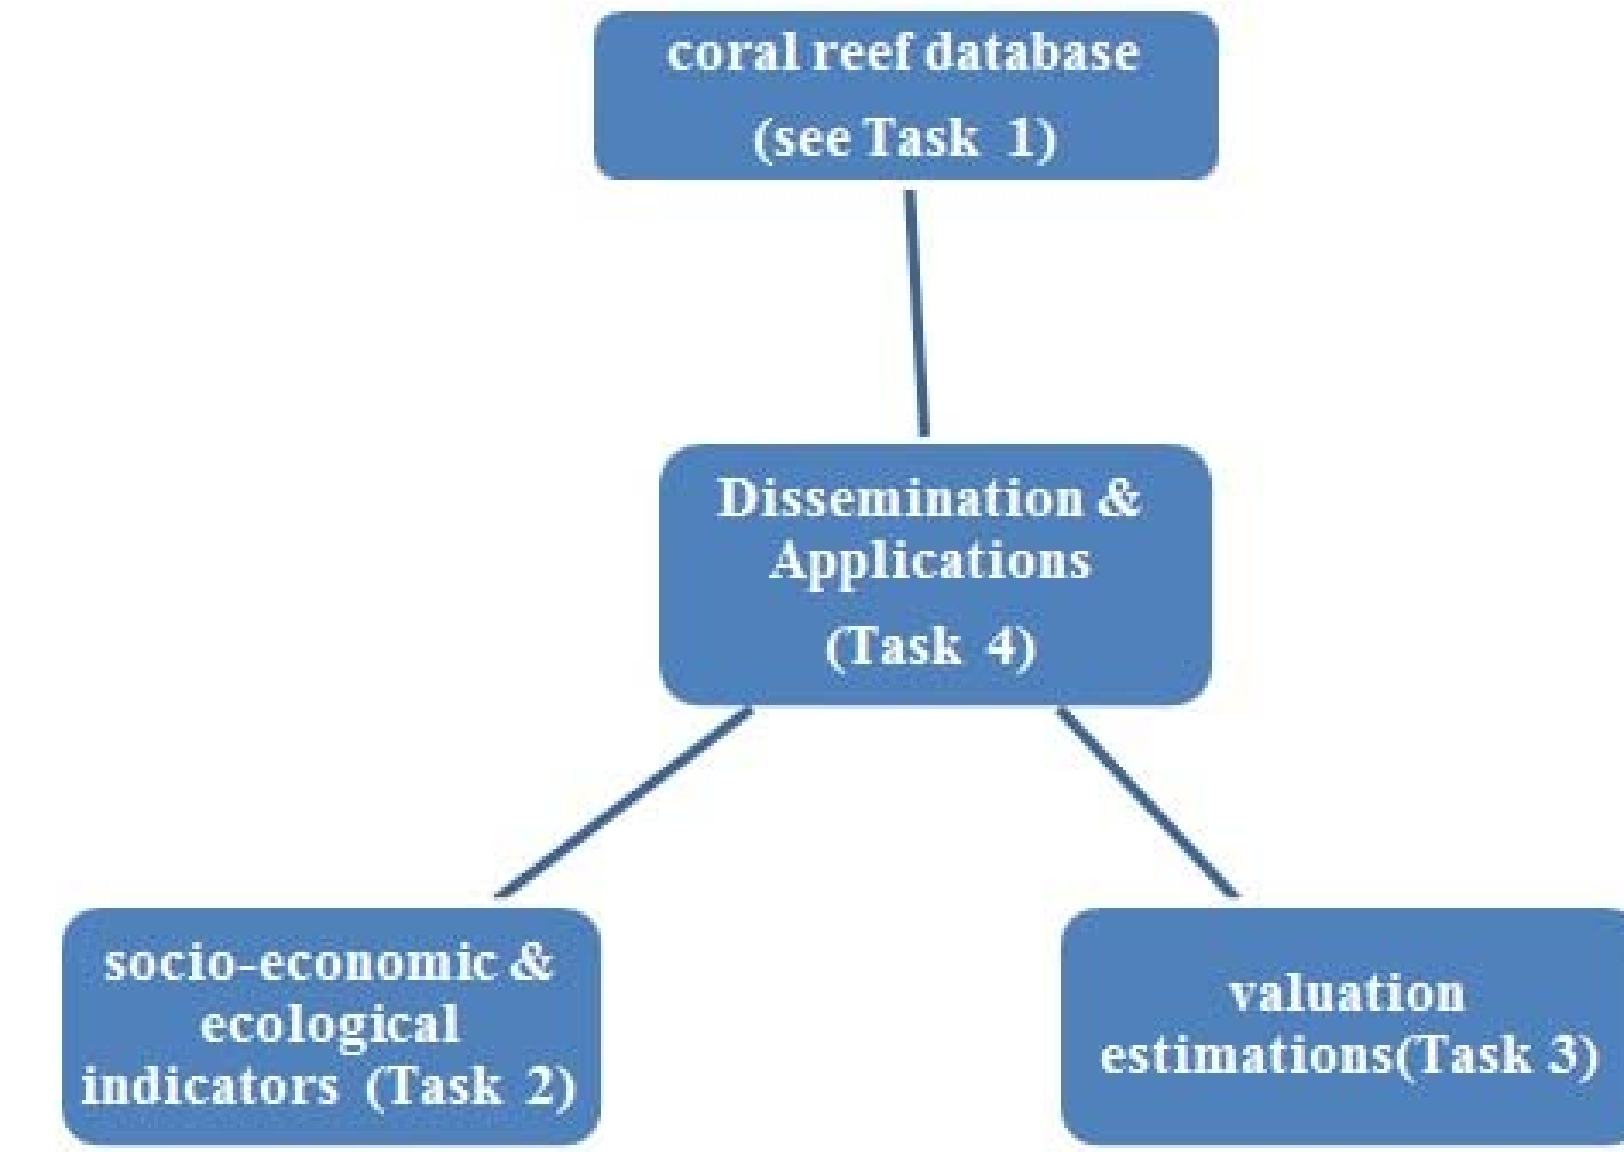 coral reef database
(see Task 1)
Dissemination &
Applications
(Task 4)
socio-economic &
ecological
indicators (Task 2)
valuation
estimations(Task 3)